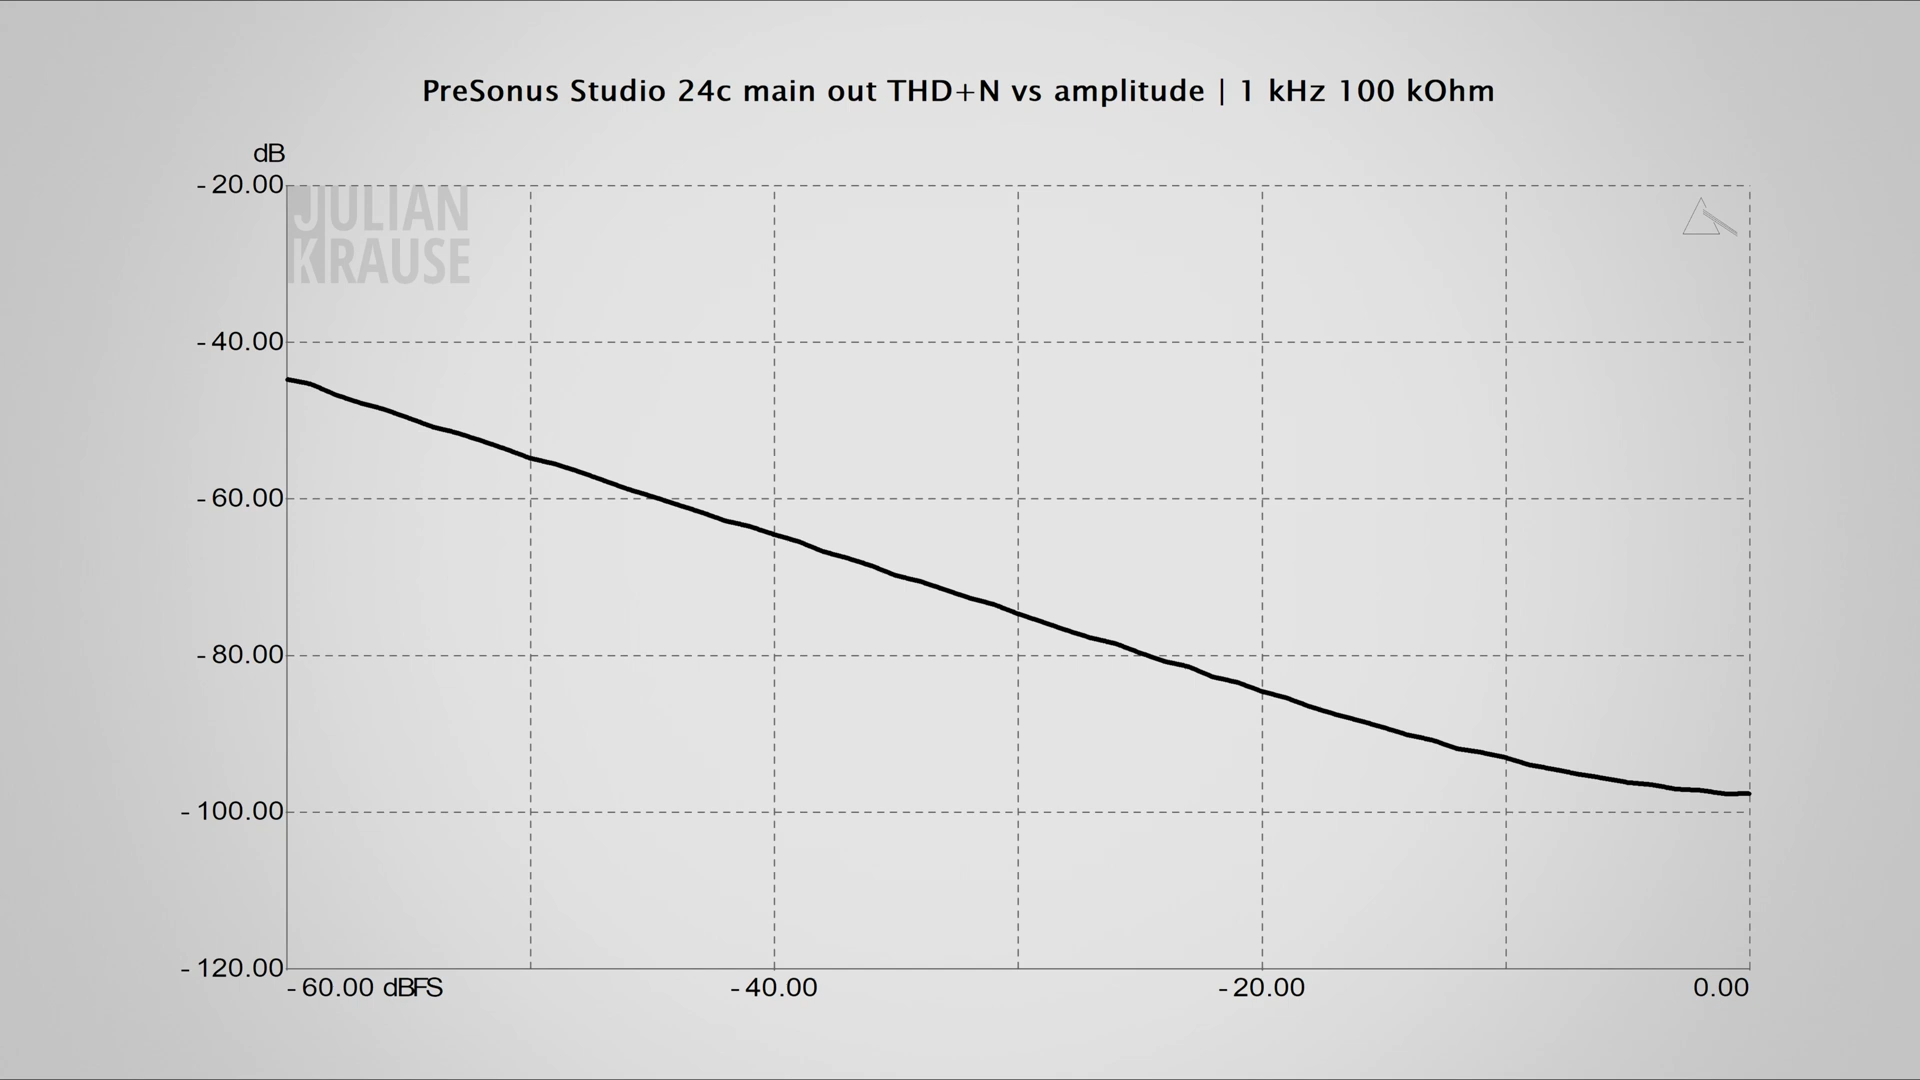 PreSonus Studio 24c main out THD+N vs amplitude | 1 kHz 100 kOhm
dB
-20.00
JULIAN
KRAUSE
-40.00
-60.00
-80.00
-100.00
-120.00
-60.00 dBFS
-40.00
-20.00
0.00